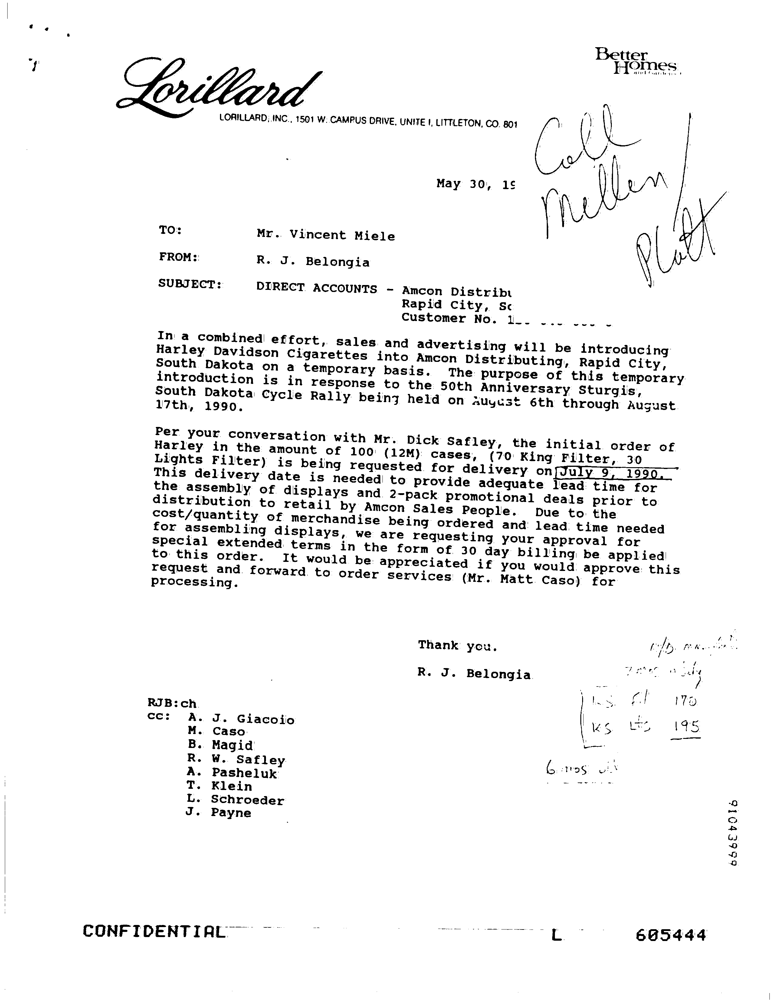 Better
Homes
and Gardens
Lorillard
LORILLARD, INC., 1501 W. CAMPUS DRIVE, UNITE I, LITTLETON, CO. 801
Call
Mellen/
Platt
May 30, 19
TO: Mr. Vincent Miele
FROM: R. J. Belongia
SUBJECT: DIRECT ACCOUNTS - Amcon Distribu
Rapid City, So
Customer No. 1
In a combined effort, sales and advertising will be introducing
Harley Davidson Cigarettes into Amcon Distributing, Rapid City,
South Dakota on a temporary basis. The purpose of this temporary
introduction is in response to the 50th Anniversary Sturgis,
South Dakota Cycle Rally being held on August 6th through August
17th, 1990.
Per your conversation with Mr. Dick Safley, the initial order of
Harley in the amount of 100 (12M) cases, (70 King Filter, 30
Lights Filter) is being requested for delivery on July 9, 1990.
This delivery date is needed to provide adequate lead time for
the assembly of displays and 2-pack promotional deals prior to
distribution to retail by Amcon Sales People. Due to the
cost/quantity of merchandise being ordered and lead time needed
for assembling displays, we are requesting your approval for
special extended terms in the form of 30 day billing be applied
to this order. It would be appreciated if you would approve this
request and forward to order services (Mr. Matt Caso) for
processing.
Thank you.
R. J. Belongia
RJB:ch
cc: A. J. Giacoio
M. Caso
B. Magid
R. W. Safley
A. Pasheluk
T. Klein
L. Schroeder
J. Payne
170
KS Lts 195
6 mos
91043999
CONFIDENTIAL
L 605444